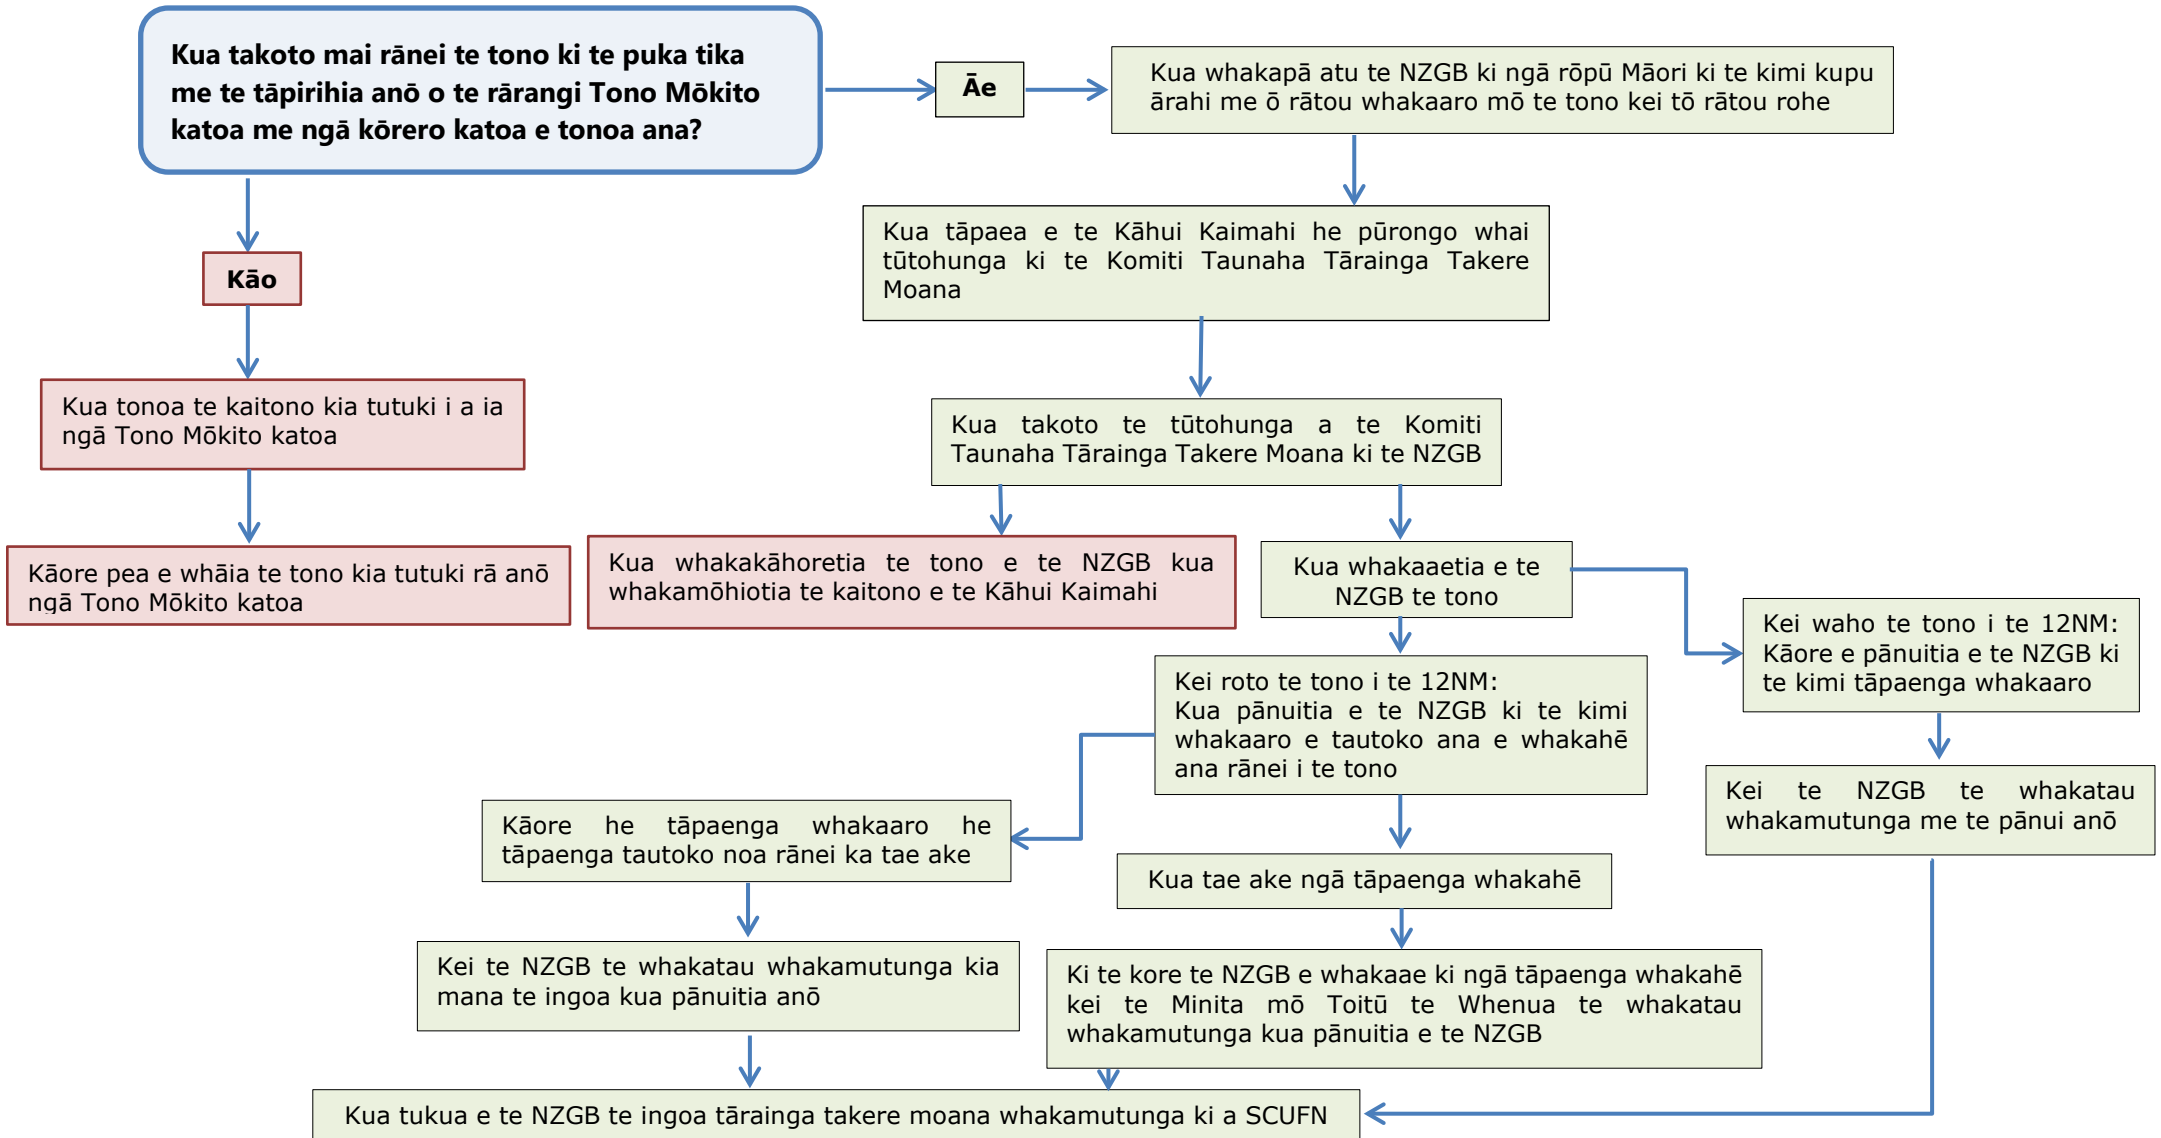 Kua takoto mai rānei te tono ki te puka tika
me te tāpirihia anō o te rārangi Tono Mōkito
katoa me ngā kōrero katoa e tonoa ana?
Āe
Kua whakapā atu te NZGB ki ngā rōpū Māori ki te kimi kupu
ārahi me ō rātou whakaaro mō te tono kei tō rātou rohe
Kua tāpaea e te Kāhui Kaimahi he pūrongo whai
tūtohunga ki te Komiti Taunaha Tārainga Takere
Moana
Kāo
Kua tonoa te kaitono kia tutuki i a ia
ngā Tono Mōkito katoa
Kua takoto te tūtohunga a te Komiti
Taunaha Tārainga Takere Moana ki te NZGB
Kāore pea e whāia te tono kia tutuki rā anō
ngā Tono Mōkito katoa
Kua whakakāhoretia te tono e te NZGB kua
whakamōhiotia te kaitono e te Kāhui Kaimahi
Kua whakaaetia e te
NZGB te tono
Kei waho te tono i te 12NM:
Kāore e pānuitia e te NZGB ki
te kimi tāpaenga whakaaro
Kei roto te tono i te 12NM:
Kua pānuitia e te NZGB ki te kimi
whakaaro e tautoko ana e whakahē
ana rānei i te tono
Kei te NZGB te whakatau
whakamutunga me te pānui anō
Kāore he tāpaenga whakaaro he
tāpaenga tautoko noa rānei ka tae ake
Kua tae ake ngā tāpaenga whakahē
Kei te NZGB te whakatau whakamutunga kia
mana te ingoa kua pānuitia anō
Ki te kore te NZGB e whakaae ki ngā tāpaenga whakahē
kei te Minita mō Toitū te Whenua te whakatau
whakamutunga kua pānuitia e te NZGB
Kua tukua e te NZGB te ingoa tārainga takere moana whakamutunga ki a SCUFN